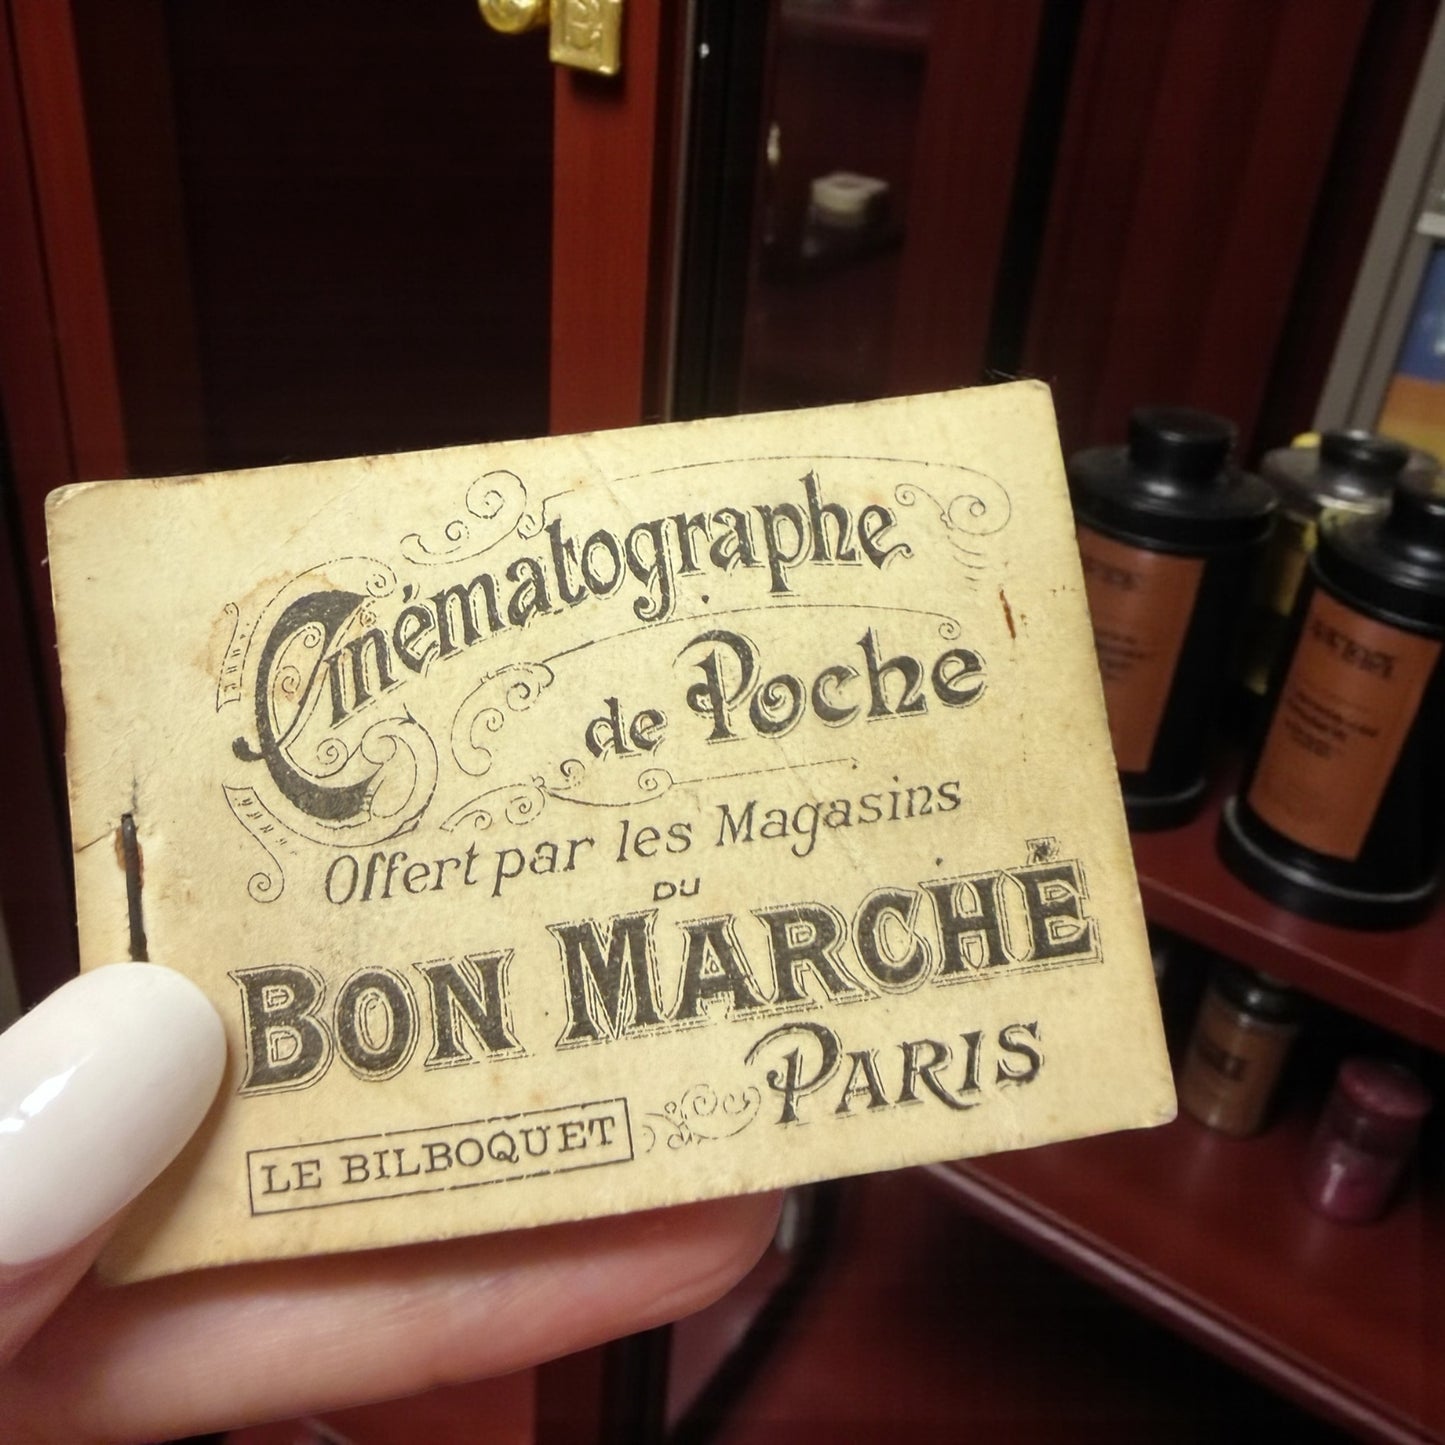 Cinématographe
de Poche
Offert par les Magasins
DU
BON MARCHÉ
PARIS
LE BILBOQUET